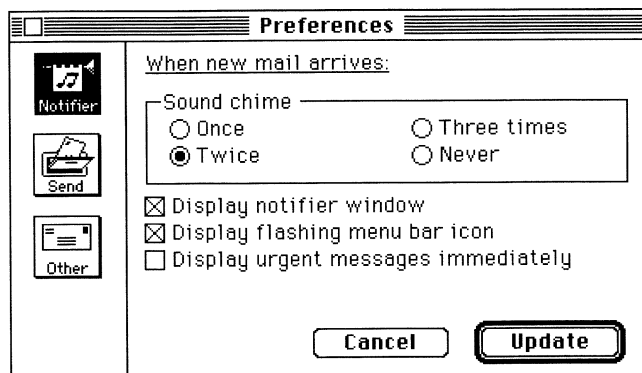 Preferences
Notifier
Send
Other
When new mail arrives:
Sound chime
Once
Three times
Twice
Never
Display notifier window
Display flashing menu bar icon
Display urgent messages immediately
Cancel
Update